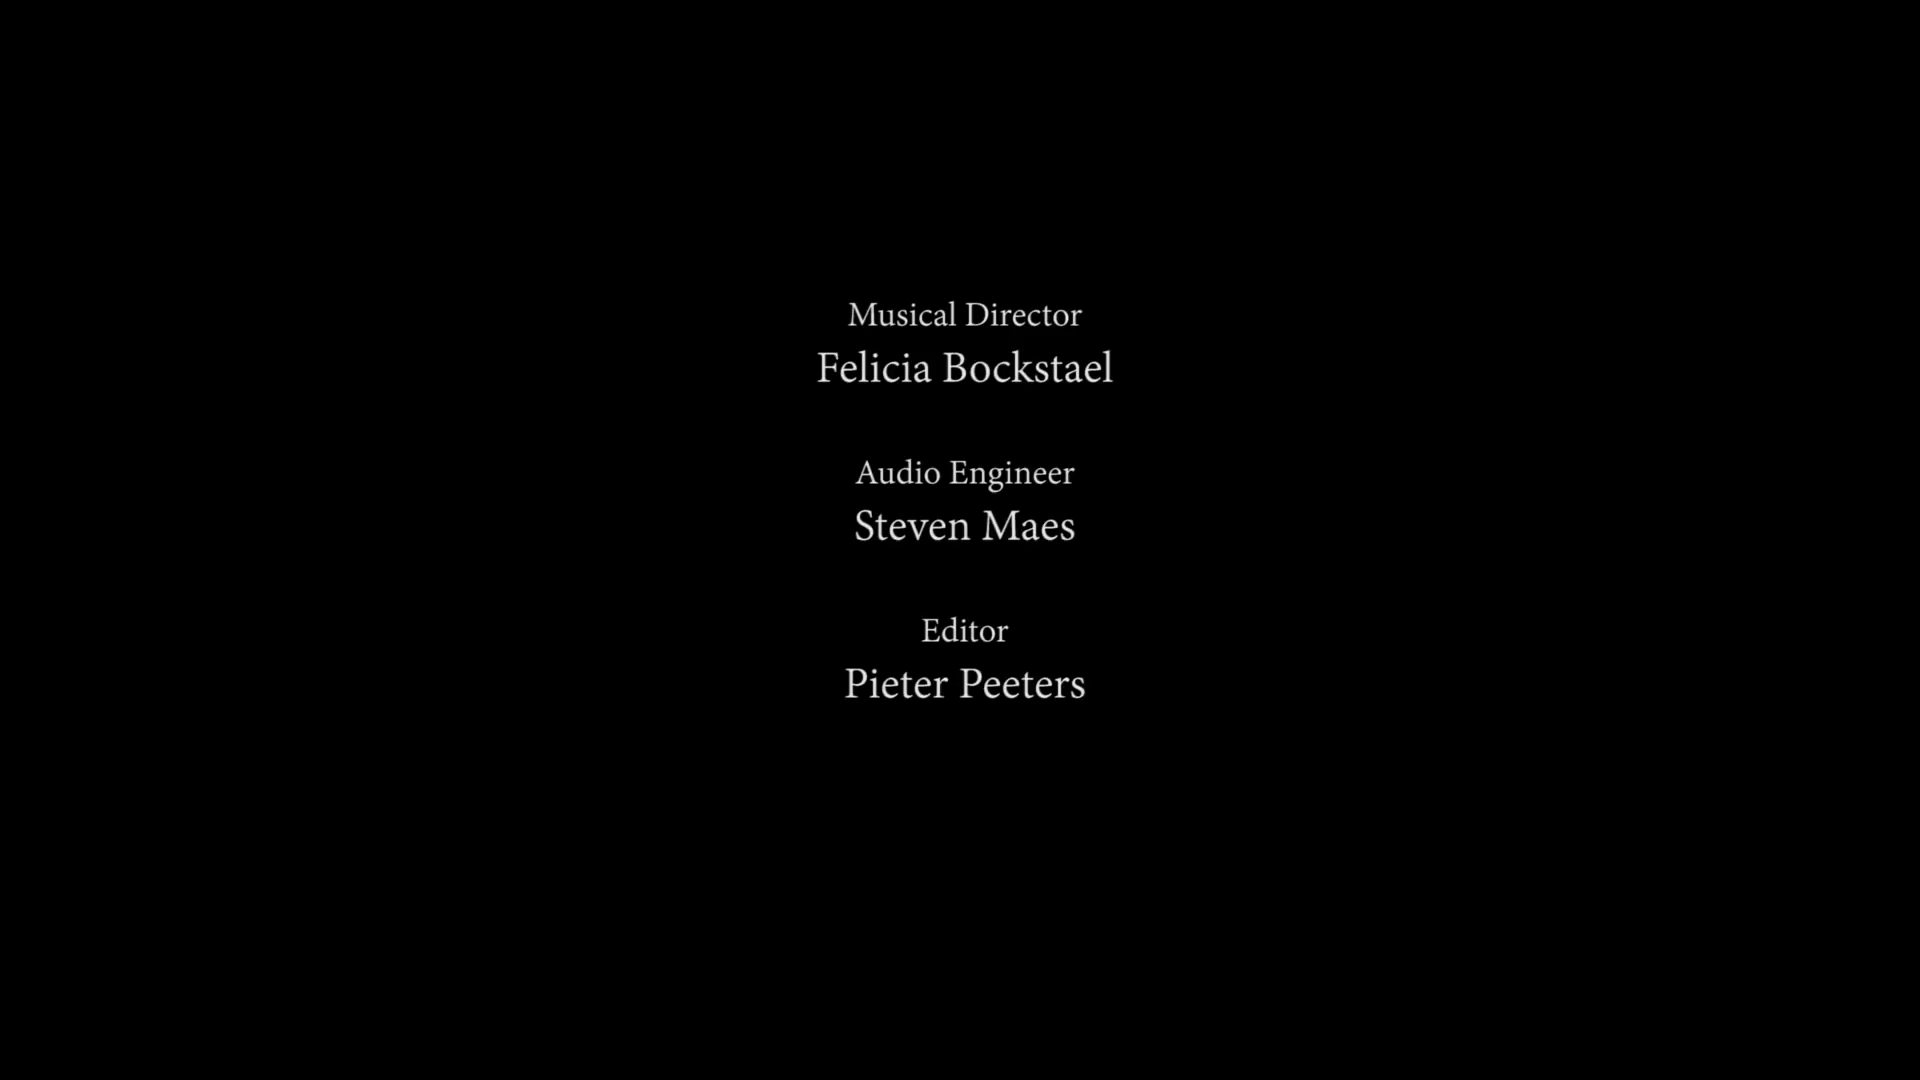 Musical Director
Felicia Bockstael
Audio Engineer
Steven Maes
Editor
Pieter Peeters